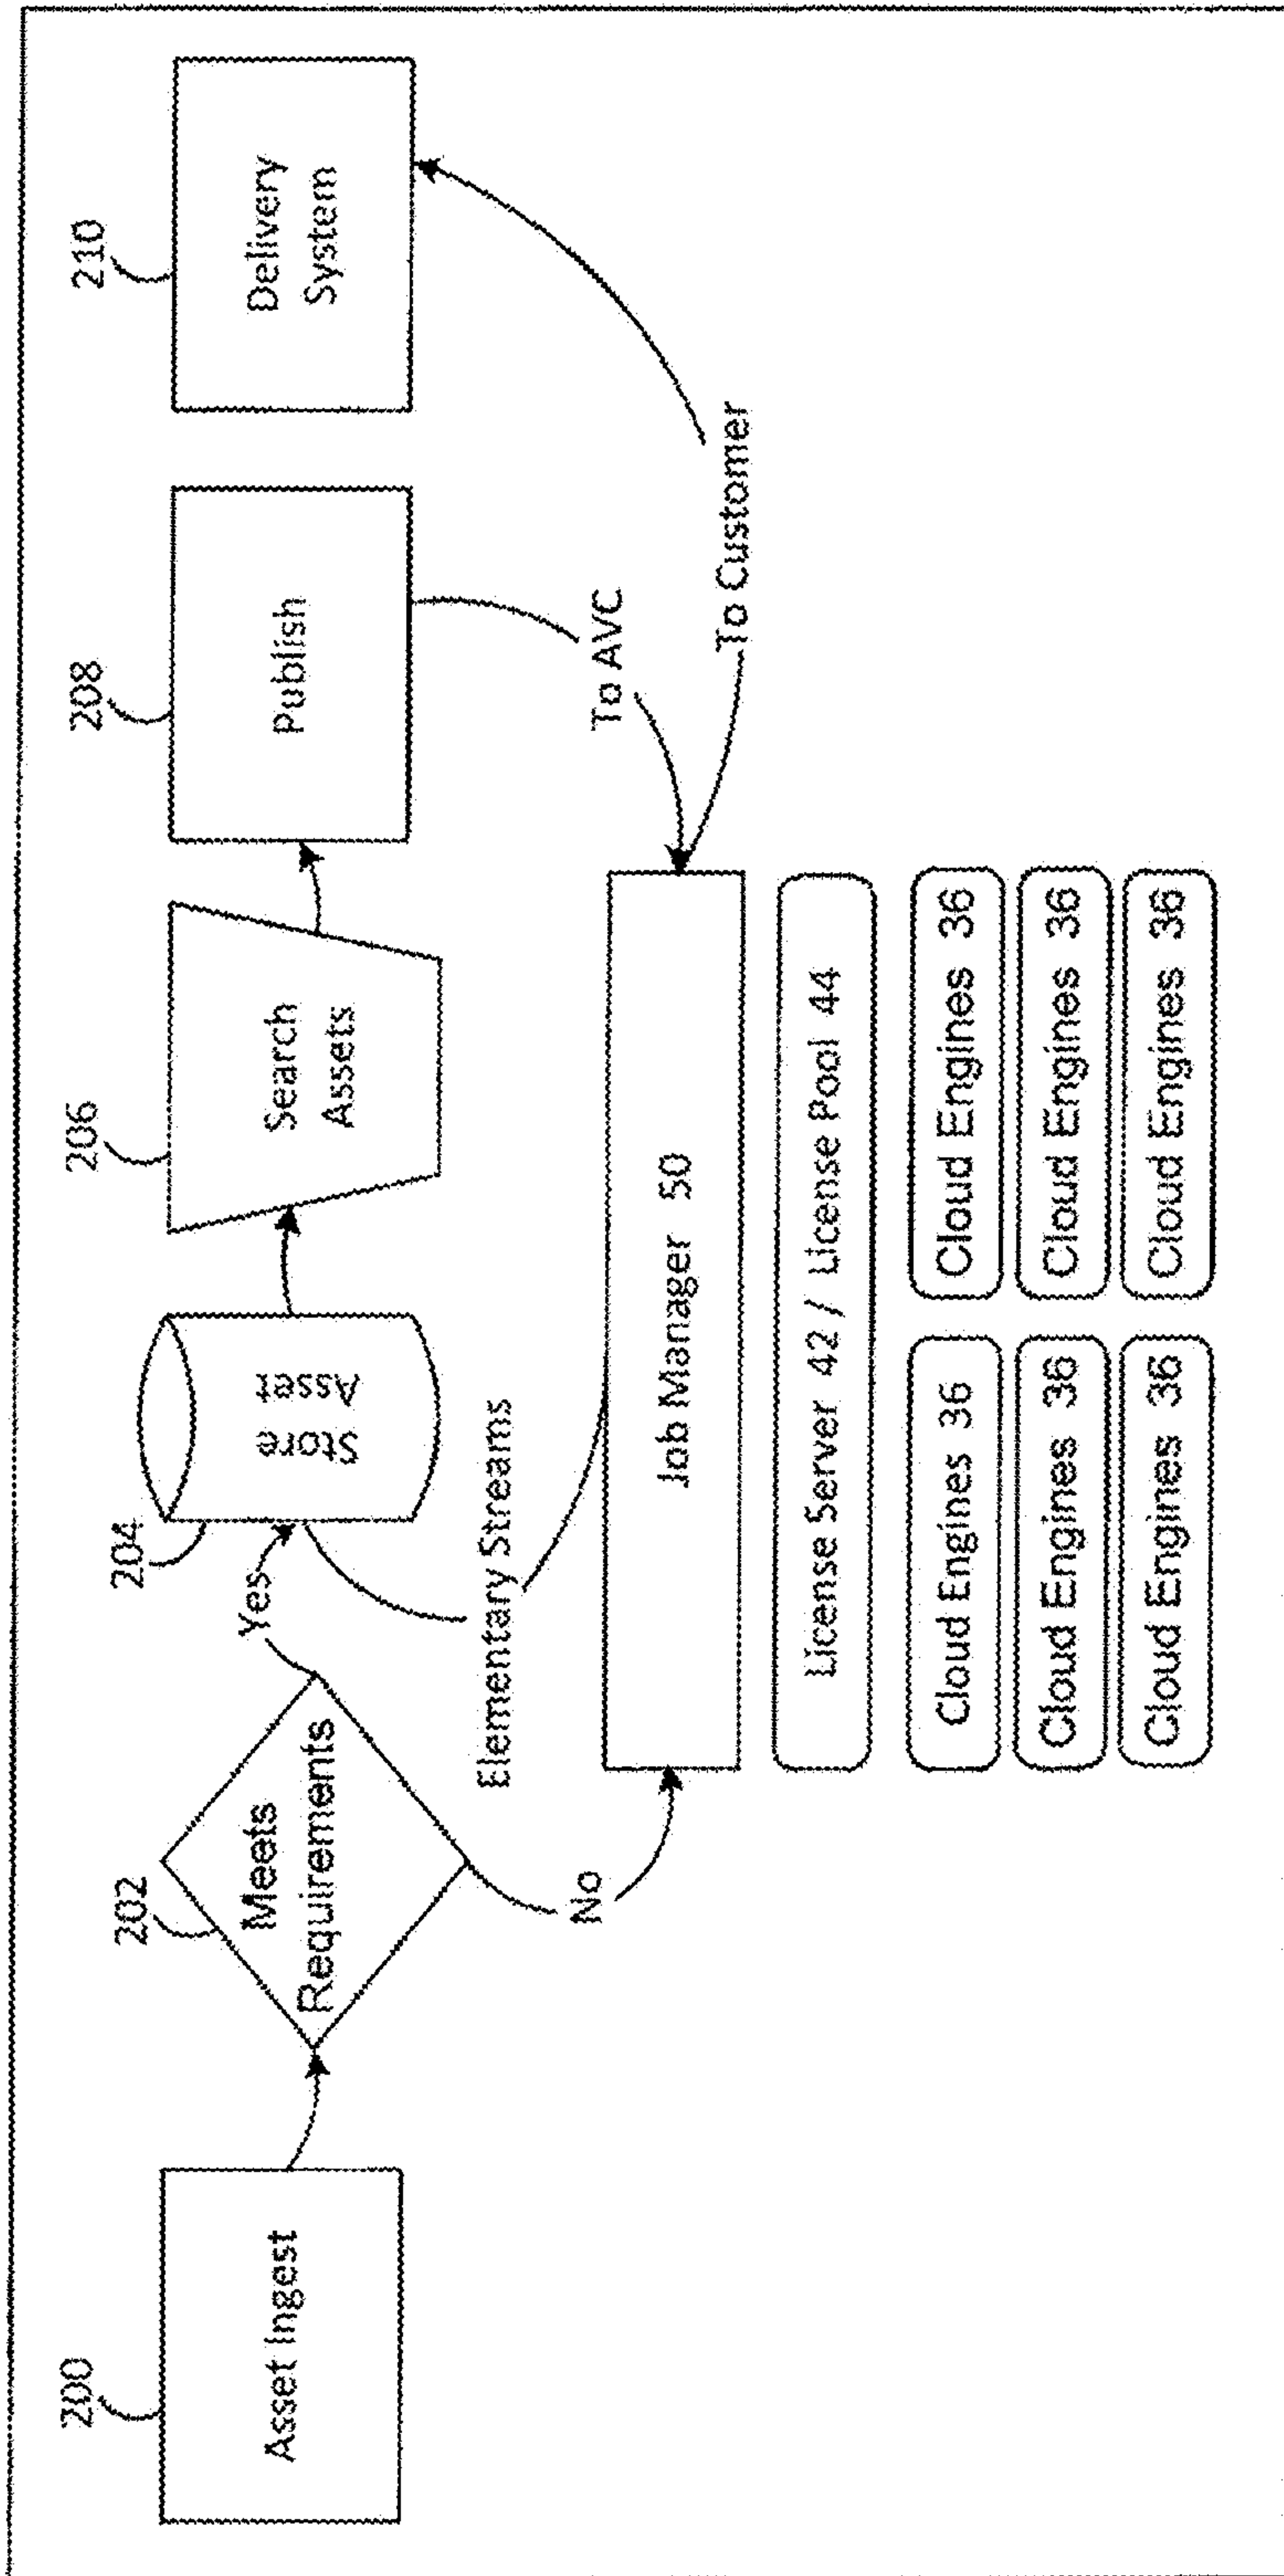 200
Asset Ingest
202
Meets
Requirements
Yes
No
204
Store
Asset
Elementary Streams
206
Search
Assets
208
Publish
To AVC
210
Delivery
System
To Customer
Job Manager 50
License Server 42 / License Pool 44
Cloud Engines 36
Cloud Engines 36
Cloud Engines 36
Cloud Engines 36
Cloud Engines 36
Cloud Engines 36